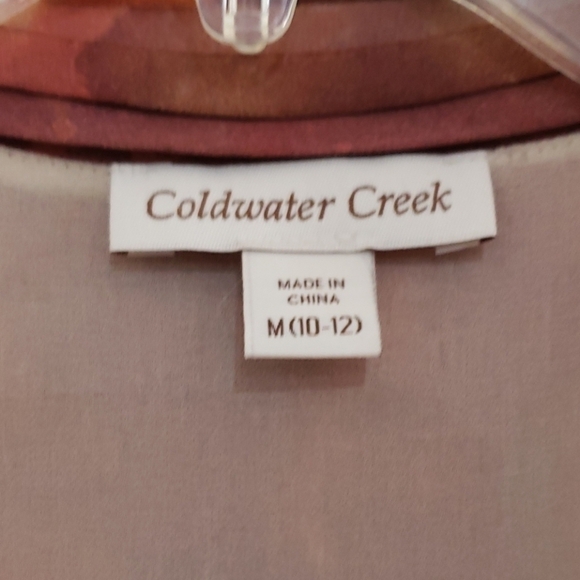 Coldwater Creek
MADE IN
CHINA
M(10-12)